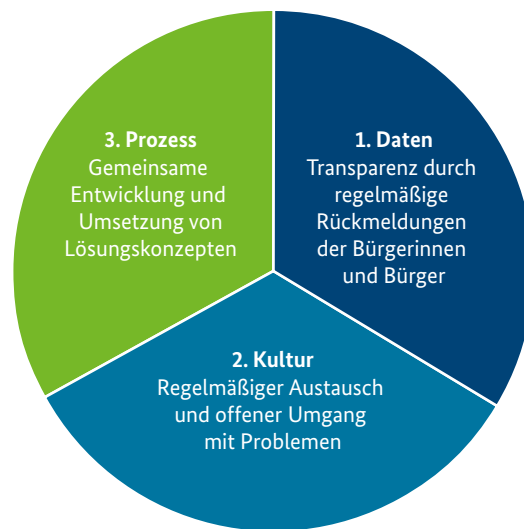 1. Daten
Transparenz durch
regelmäßige
Rückmeldungen
der Bürgerinnen
und Bürger
2. Kultur
Regelmäßiger Austausch
und offener Umgang
mit Problemen
3. Prozess
Gemeinsame
Entwicklung und
Umsetzung von
Lösungskonzepten